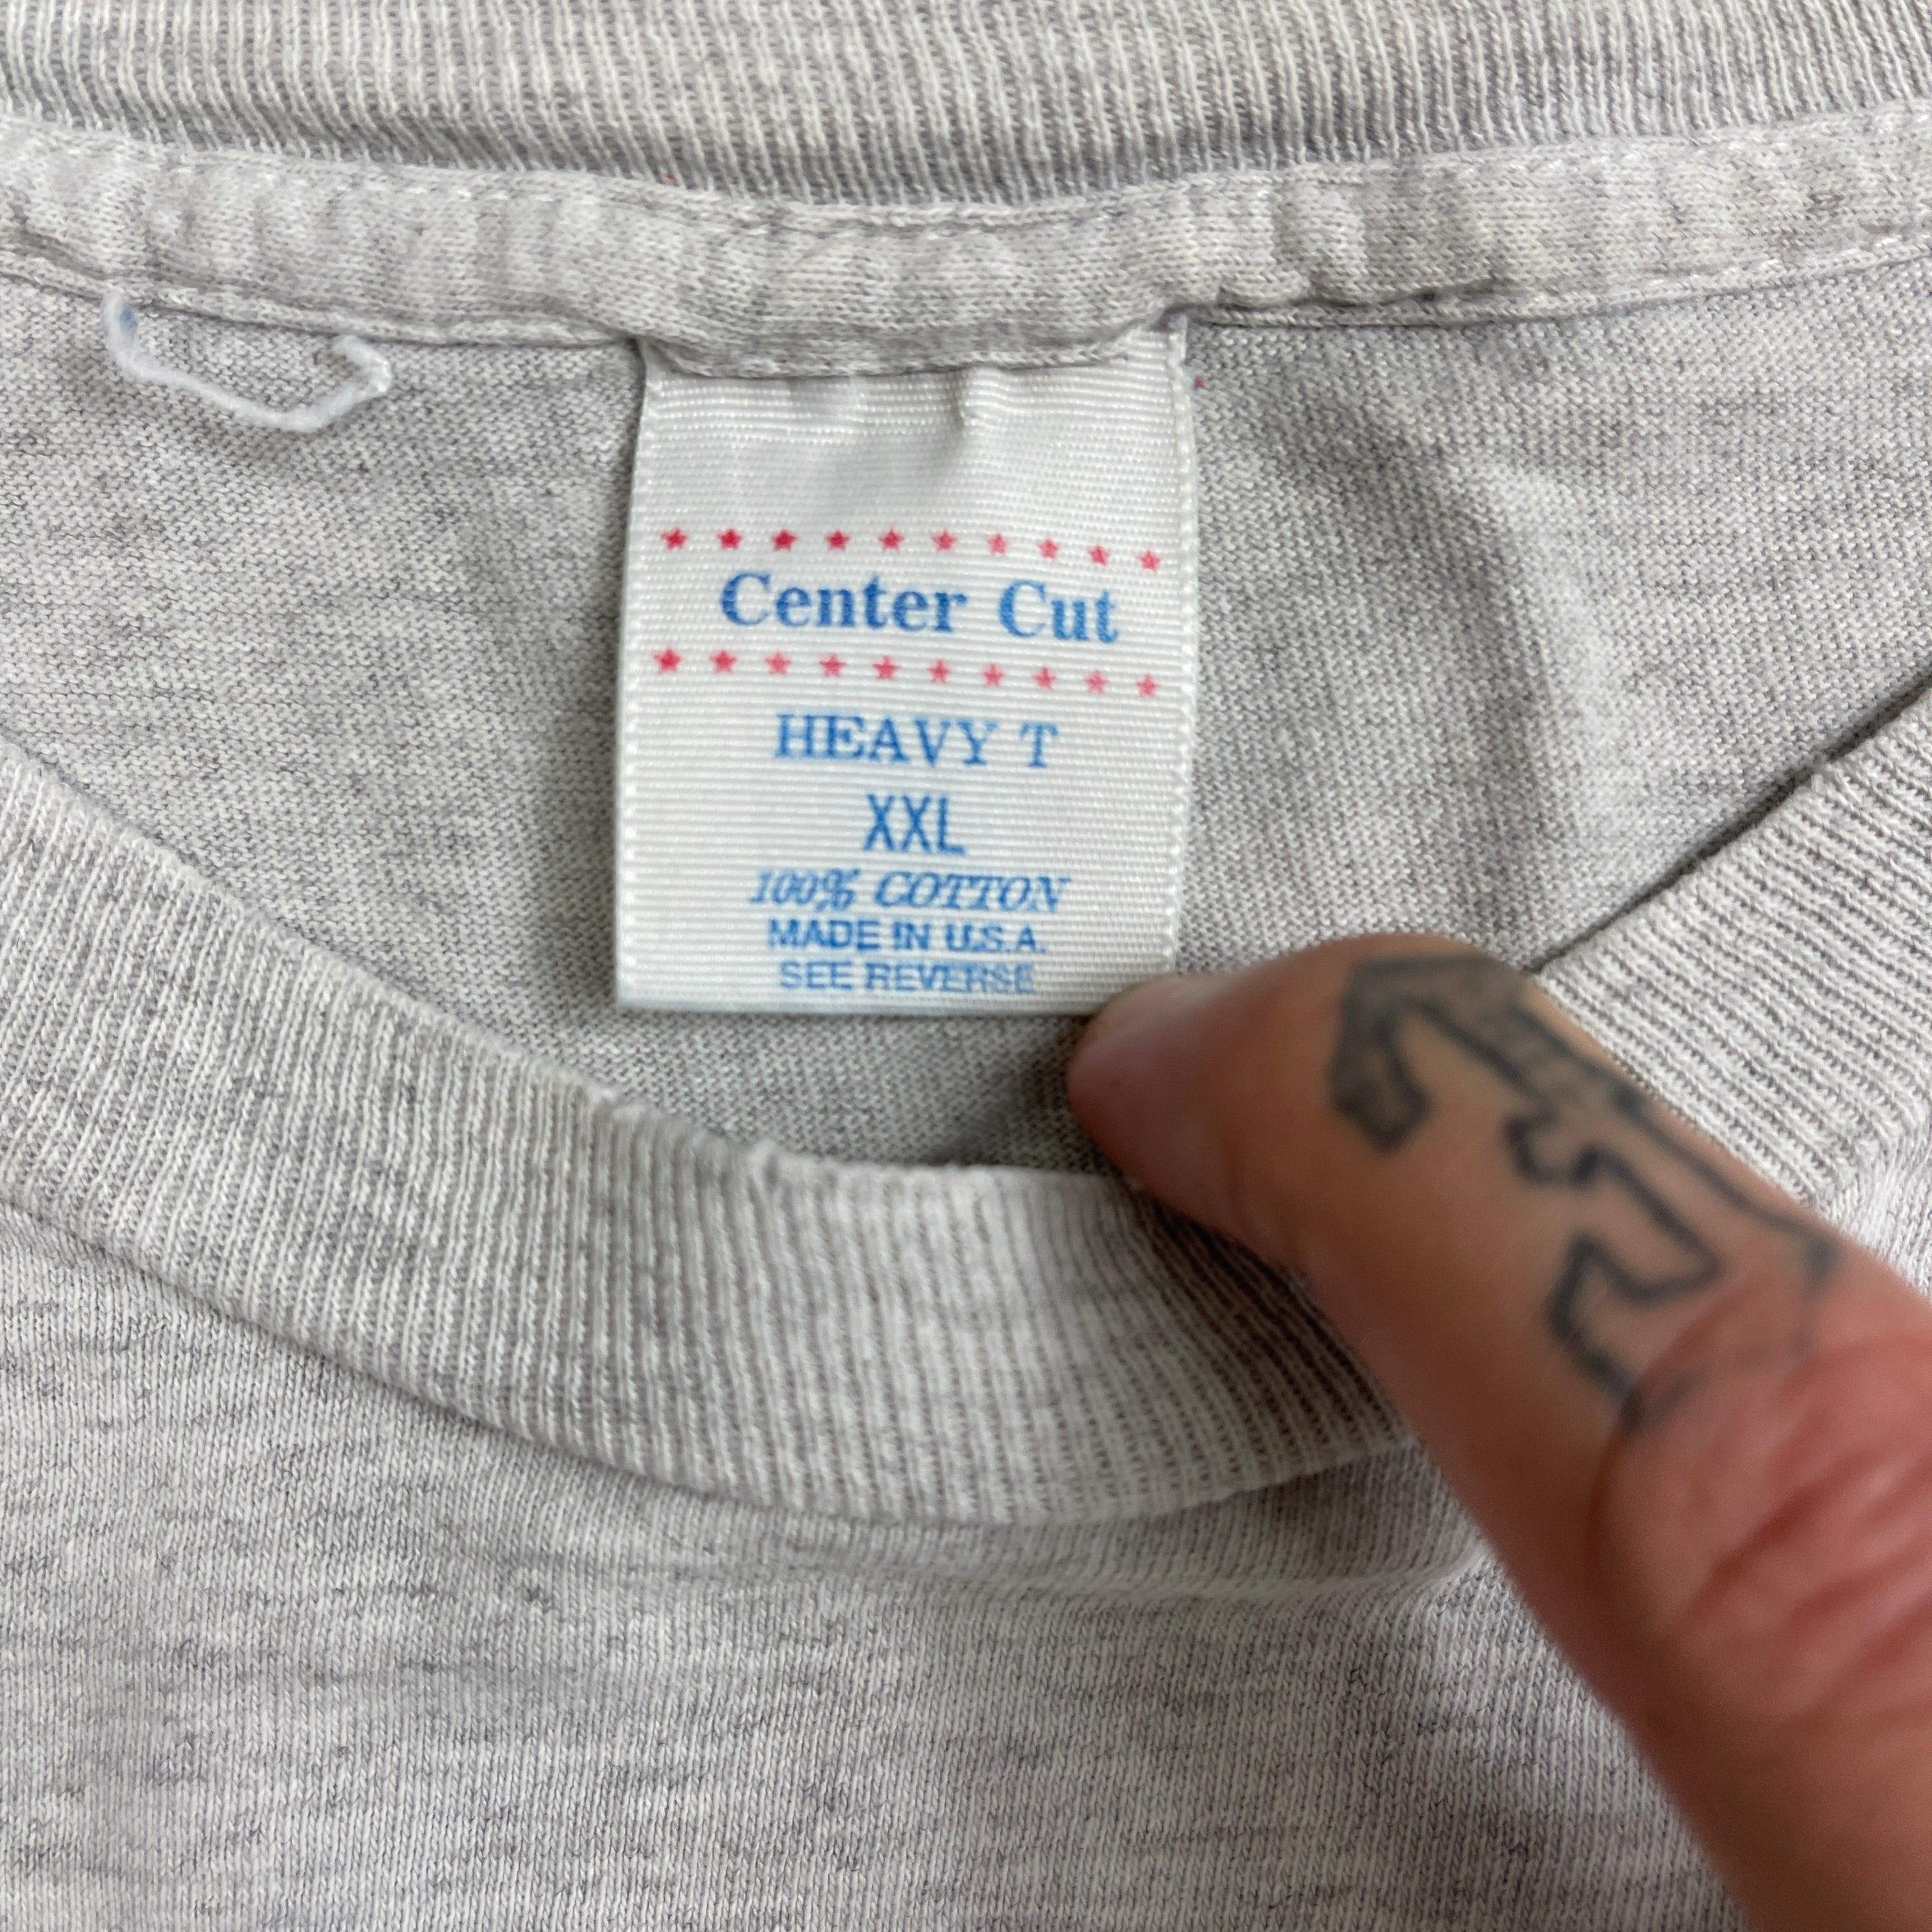 Center Cut
HEAVY T
XXL
100% COTTON
MADE IN U.S.A.
SEE REVERSE